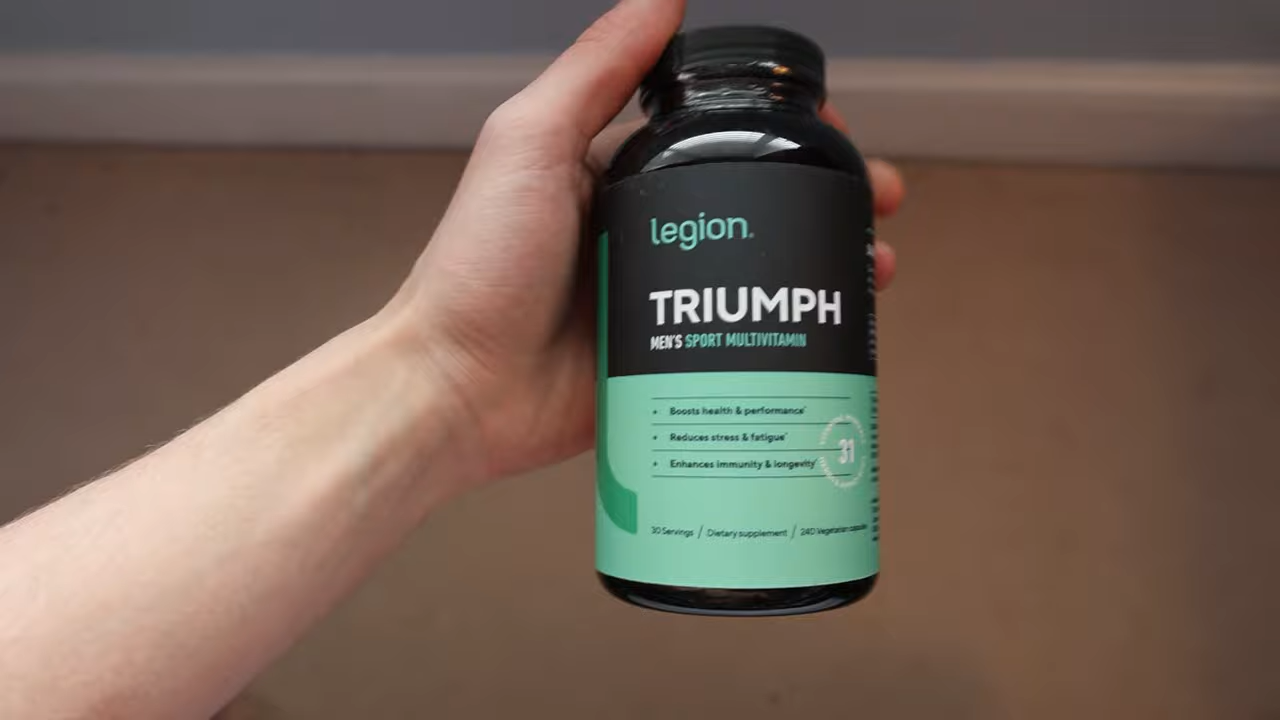 legion.
TRIUMPH
MEN'S SPORT MULTIVITAMIN
• Boosts health & performance*
• Reduces stress & fatigue*
• Enhances immunity & longevity*
31
30 Servings / Dietary supplement / 240 Vegetarian capsules